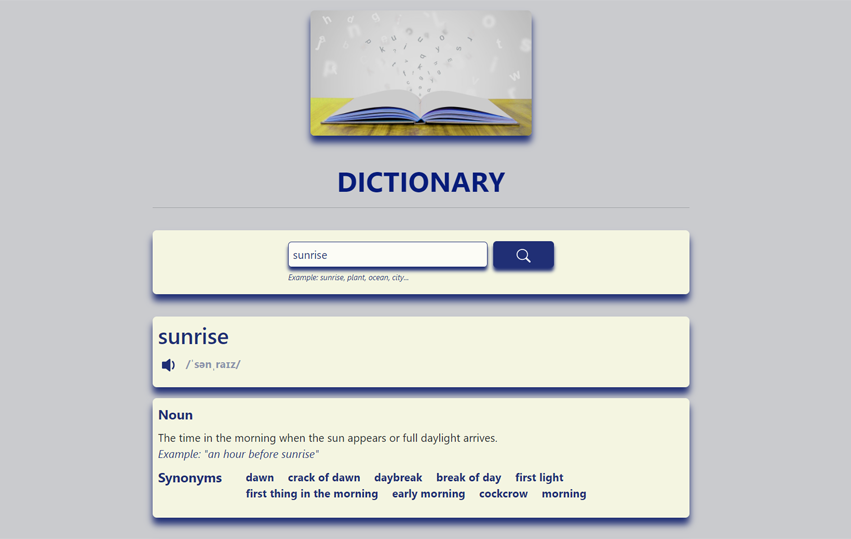 DICTIONARY
sunrise
Example: sunrise, plant, ocean, city...
sunrise
/ˈsənˌraɪz/
Noun
The time in the morning when the sun appears or full daylight arrives.
Example: "an hour before sunrise"
Synonyms dawn crack of dawn daybreak break of day first light
first thing in the morning early morning cockcrow morning